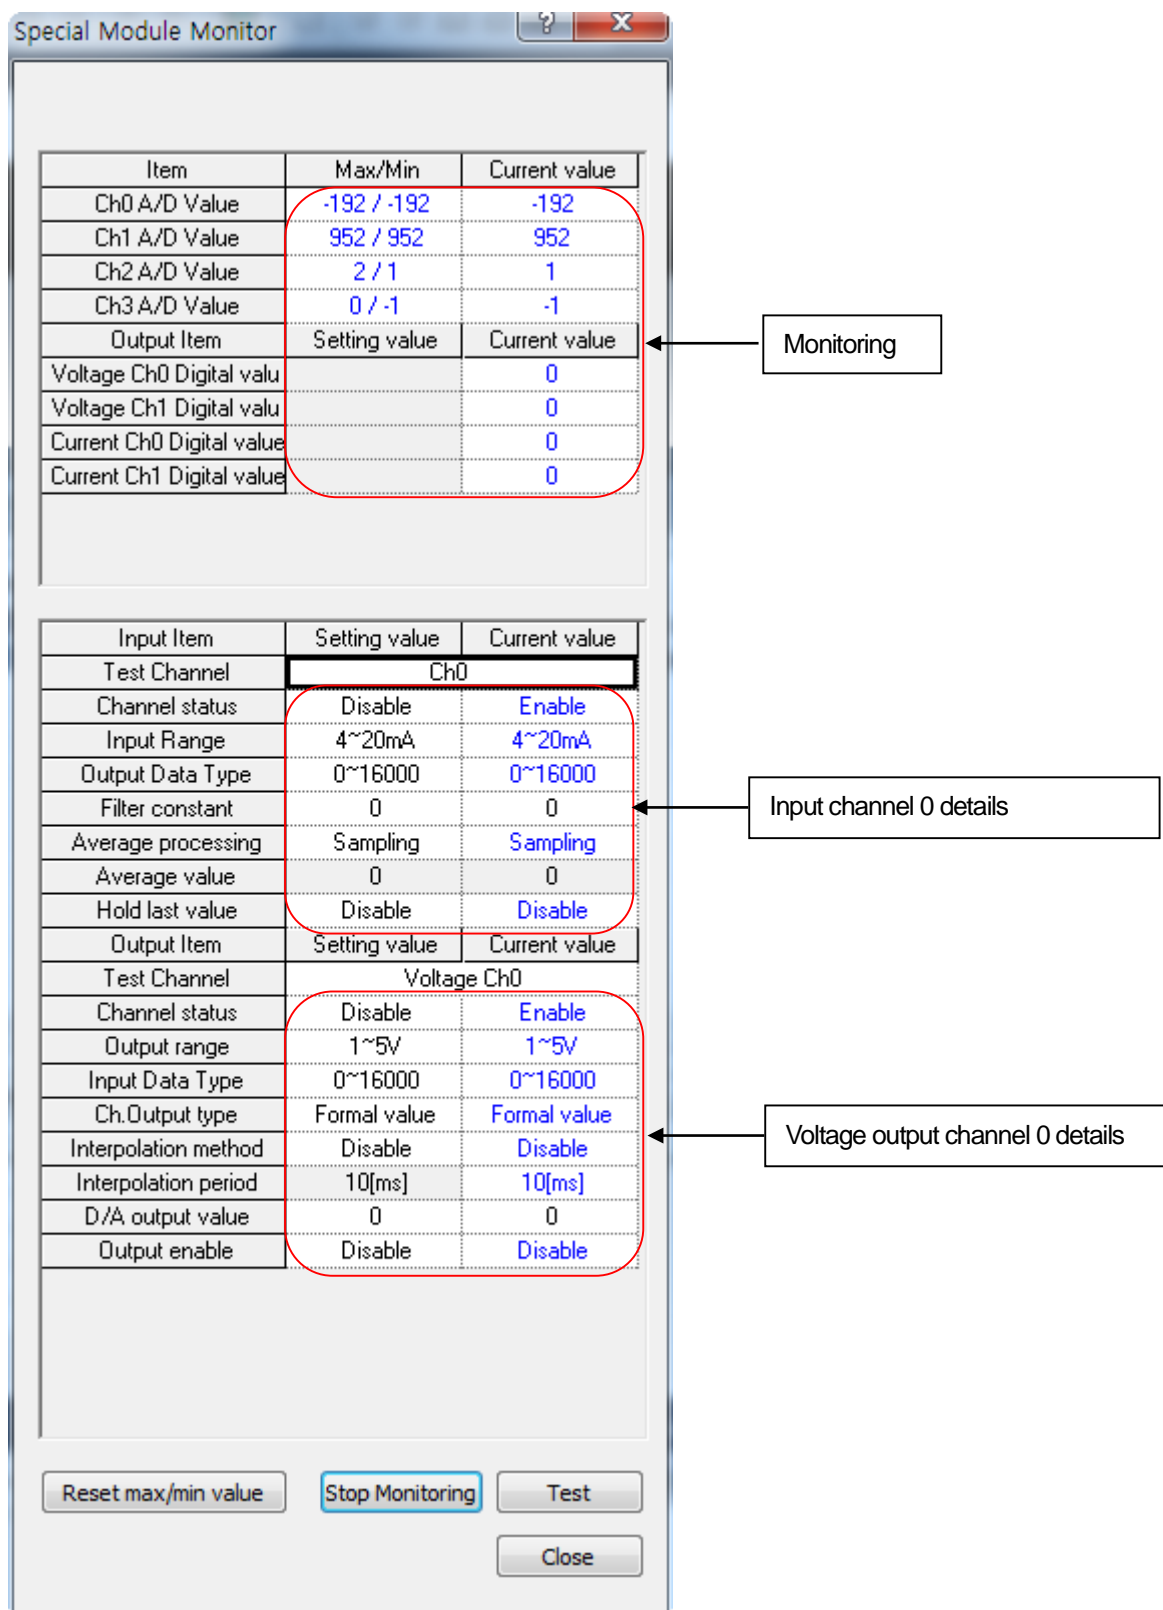 Special Module Monitor
? X
Item Max/Min Current value
Ch0 A/D Value -192 / -192 -192
Ch1 A/D Value 952 / 952 952
Ch2 A/D Value 2 / 1 1
Ch3 A/D Value 0 / -1 -1
Output Item Setting value Current value
Monitoring
Voltage Ch0 Digital valu 0
Voltage Ch1 Digital valu 0
Current Ch0 Digital value 0
Current Ch1 Digital value 0
Input Item Setting value Current value
Test Channel Ch0
Channel status Disable Enable
Input Range 4~20mA 4~20mA
Output Data Type 0~16000 0~16000
Filter constant 0 0
Input channel 0 details
Average processing Sampling Sampling
Average value 0 0
Hold last value Disable Disable
Output Item Setting value Current value
Test Channel Voltage Ch0
Channel status Disable Enable
Output range 1~5V 1~5V
Input Data Type 0~16000 0~16000
Ch.Output type Formal value Formal value
Voltage output channel 0 details
Interpolation method Disable Disable
Interpolation period 10[ms] 10[ms]
D/A output value 0 0
Output enable Disable Disable
Reset max/min value Stop Monitoring Test
Close